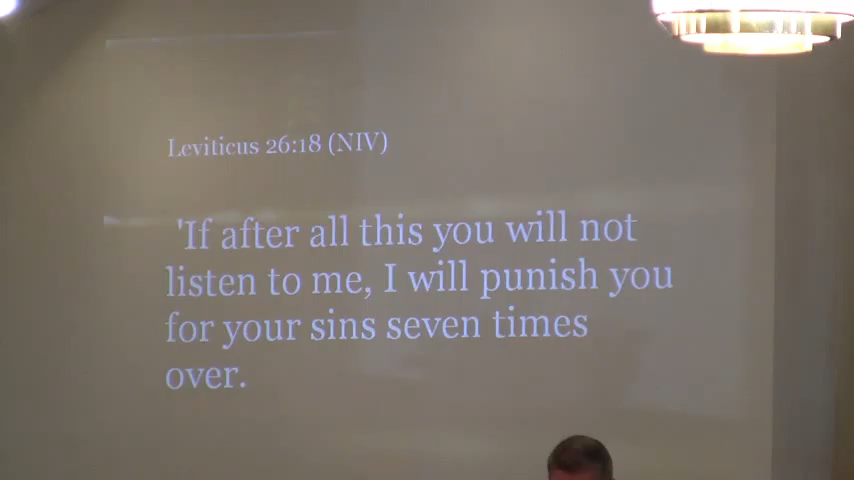 Leviticus 26:18 (NIV)
'If after all this you will not
listen to me, I will punish you
for your sins seven times
over.